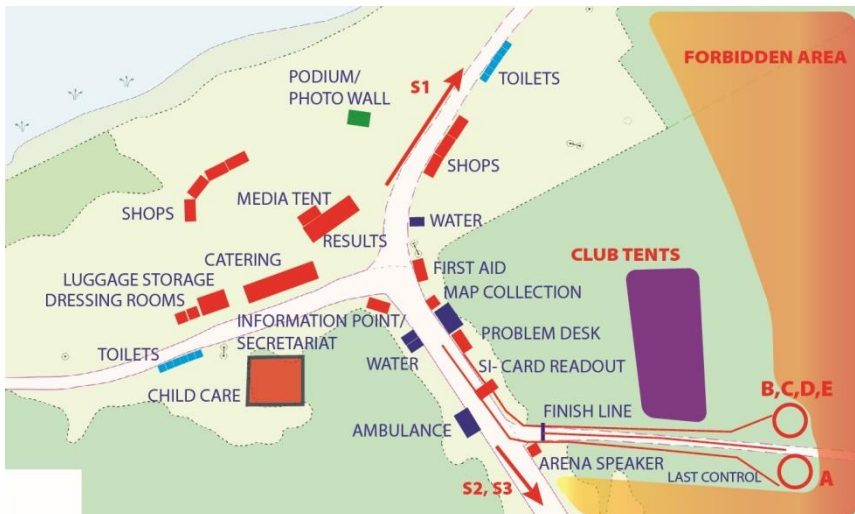 FORBIDDEN AREA
PODIUM/
PHOTO WALL
S1
TOILETS
SHOPS
MEDIA TENT
SHOPS
RESULTS
WATER
CATERING
FIRST AID
CLUB TENTS
LUGGAGE STORAGE
DRESSING ROOMS
MAP COLLECTION
INFORMATION POINT/
SECRETARIAT
PROBLEM DESK
TOILETS
WATER
SI- CARD READOUT
CHILD CARE
B,C,D,E
AMBULANCE
FINISH LINE
ARENA SPEAKER
LAST CONTROL
A
S2, S3